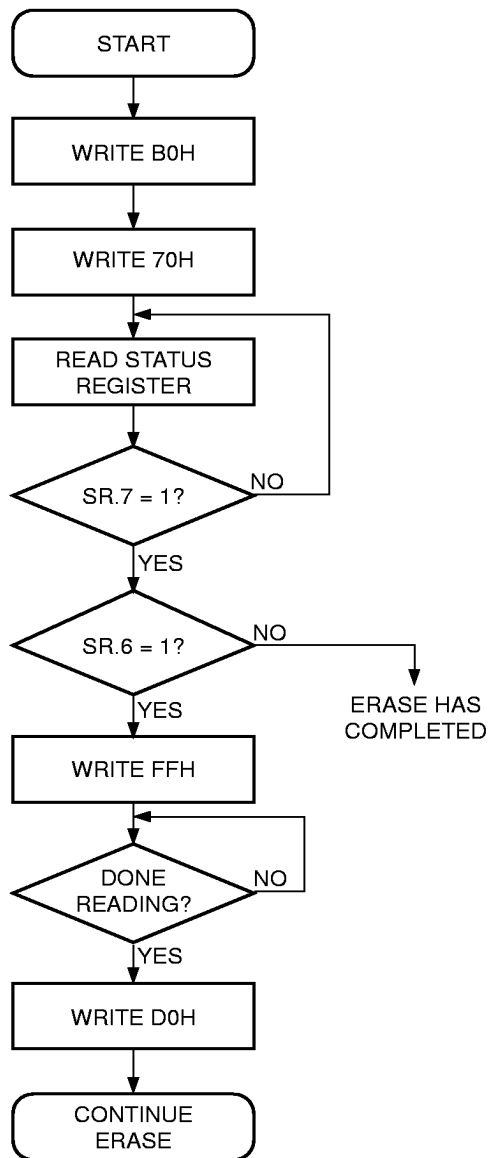 START
WRITE B0H
WRITE 70H
READ STATUS
REGISTER
SR.7 = 1?
NO
YES
SR.6 = 1?
NO
ERASE HAS
COMPLETED
YES
WRITE FFH
DONE
READING?
NO
YES
WRITE D0H
CONTINUE
ERASE